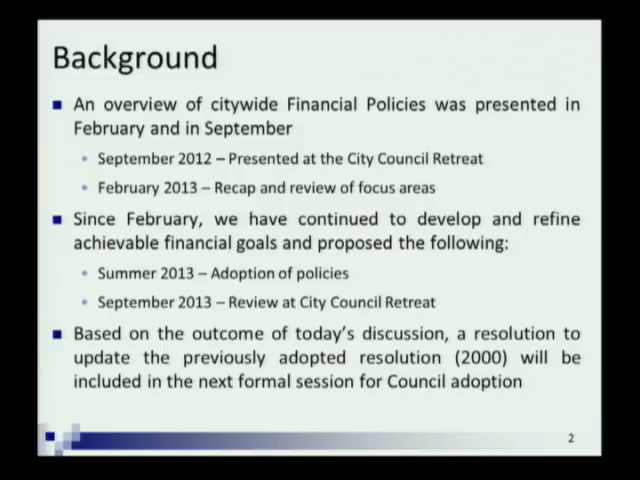 Background
An overview of citywide Financial Policies was presented in
February and in September
September 2012 – Presented at the City Council Retreat
February 2013 – Recap and review of focus areas
Since February, we have continued to develop and refine
achievable financial goals and proposed the following:
Summer 2013 – Adoption of policies
September 2013 – Review at City Council Retreat
Based on the outcome of today's discussion, a resolution to
update the previously adopted resolution (2000) will be
included in the next formal session for Council adoption
2